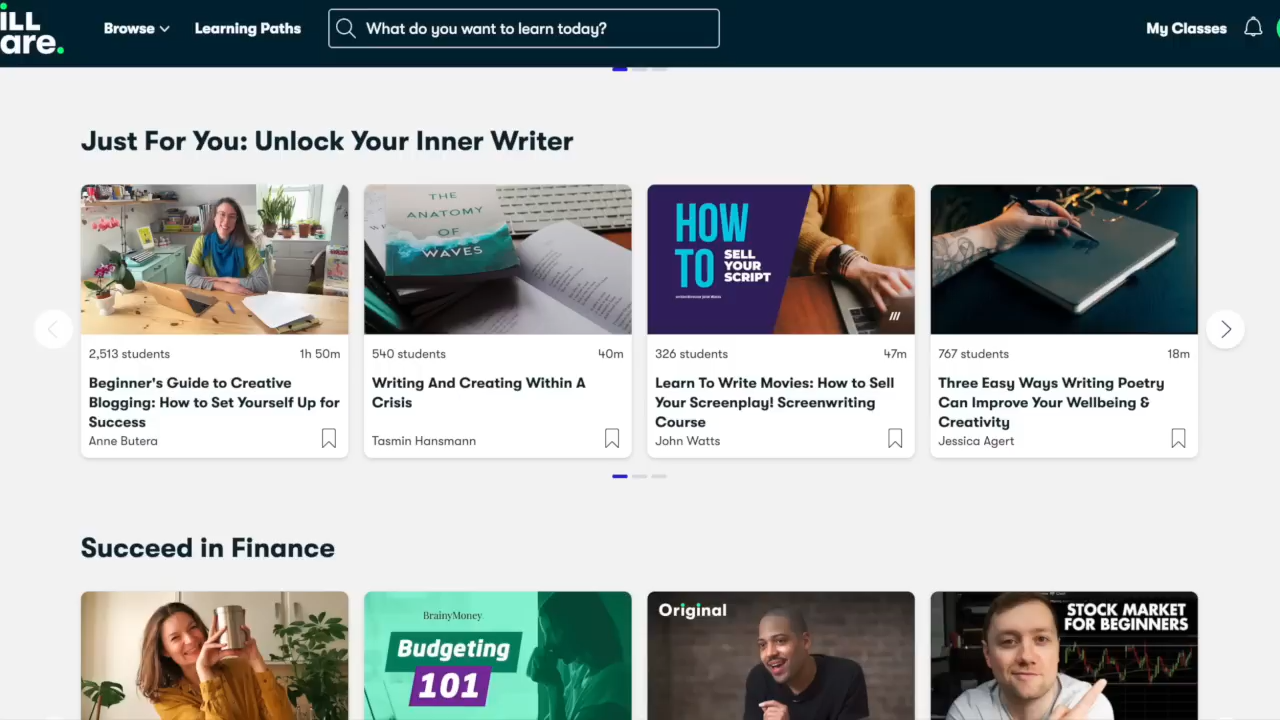 iLL
are.
Browse
Learning Paths
What do you want to learn today?
My Classes
Just For You: Unlock Your Inner Writer
THE
ANATOMY
OF
WAVES
HOW
TO
SELL
YOUR
SCRIPT
2,513 students
1h 50m
Beginner's Guide to Creative
Blogging: How to Set Yourself Up for
Success
Anne Butera
540 students
40m
Writing And Creating Within A
Crisis
Tasmin Hansmann
326 students
47m
Learn To Write Movies: How to Sell
Your Screenplay! Screenwriting
Course
John Watts
767 students
18m
Three Easy Ways Writing Poetry
Can Improve Your Wellbeing &
Creativity
Jessica Agert
Succeed in Finance
BrainyMoney
Budgeting
101
Original
STOCK MARKET
FOR BEGINNERS